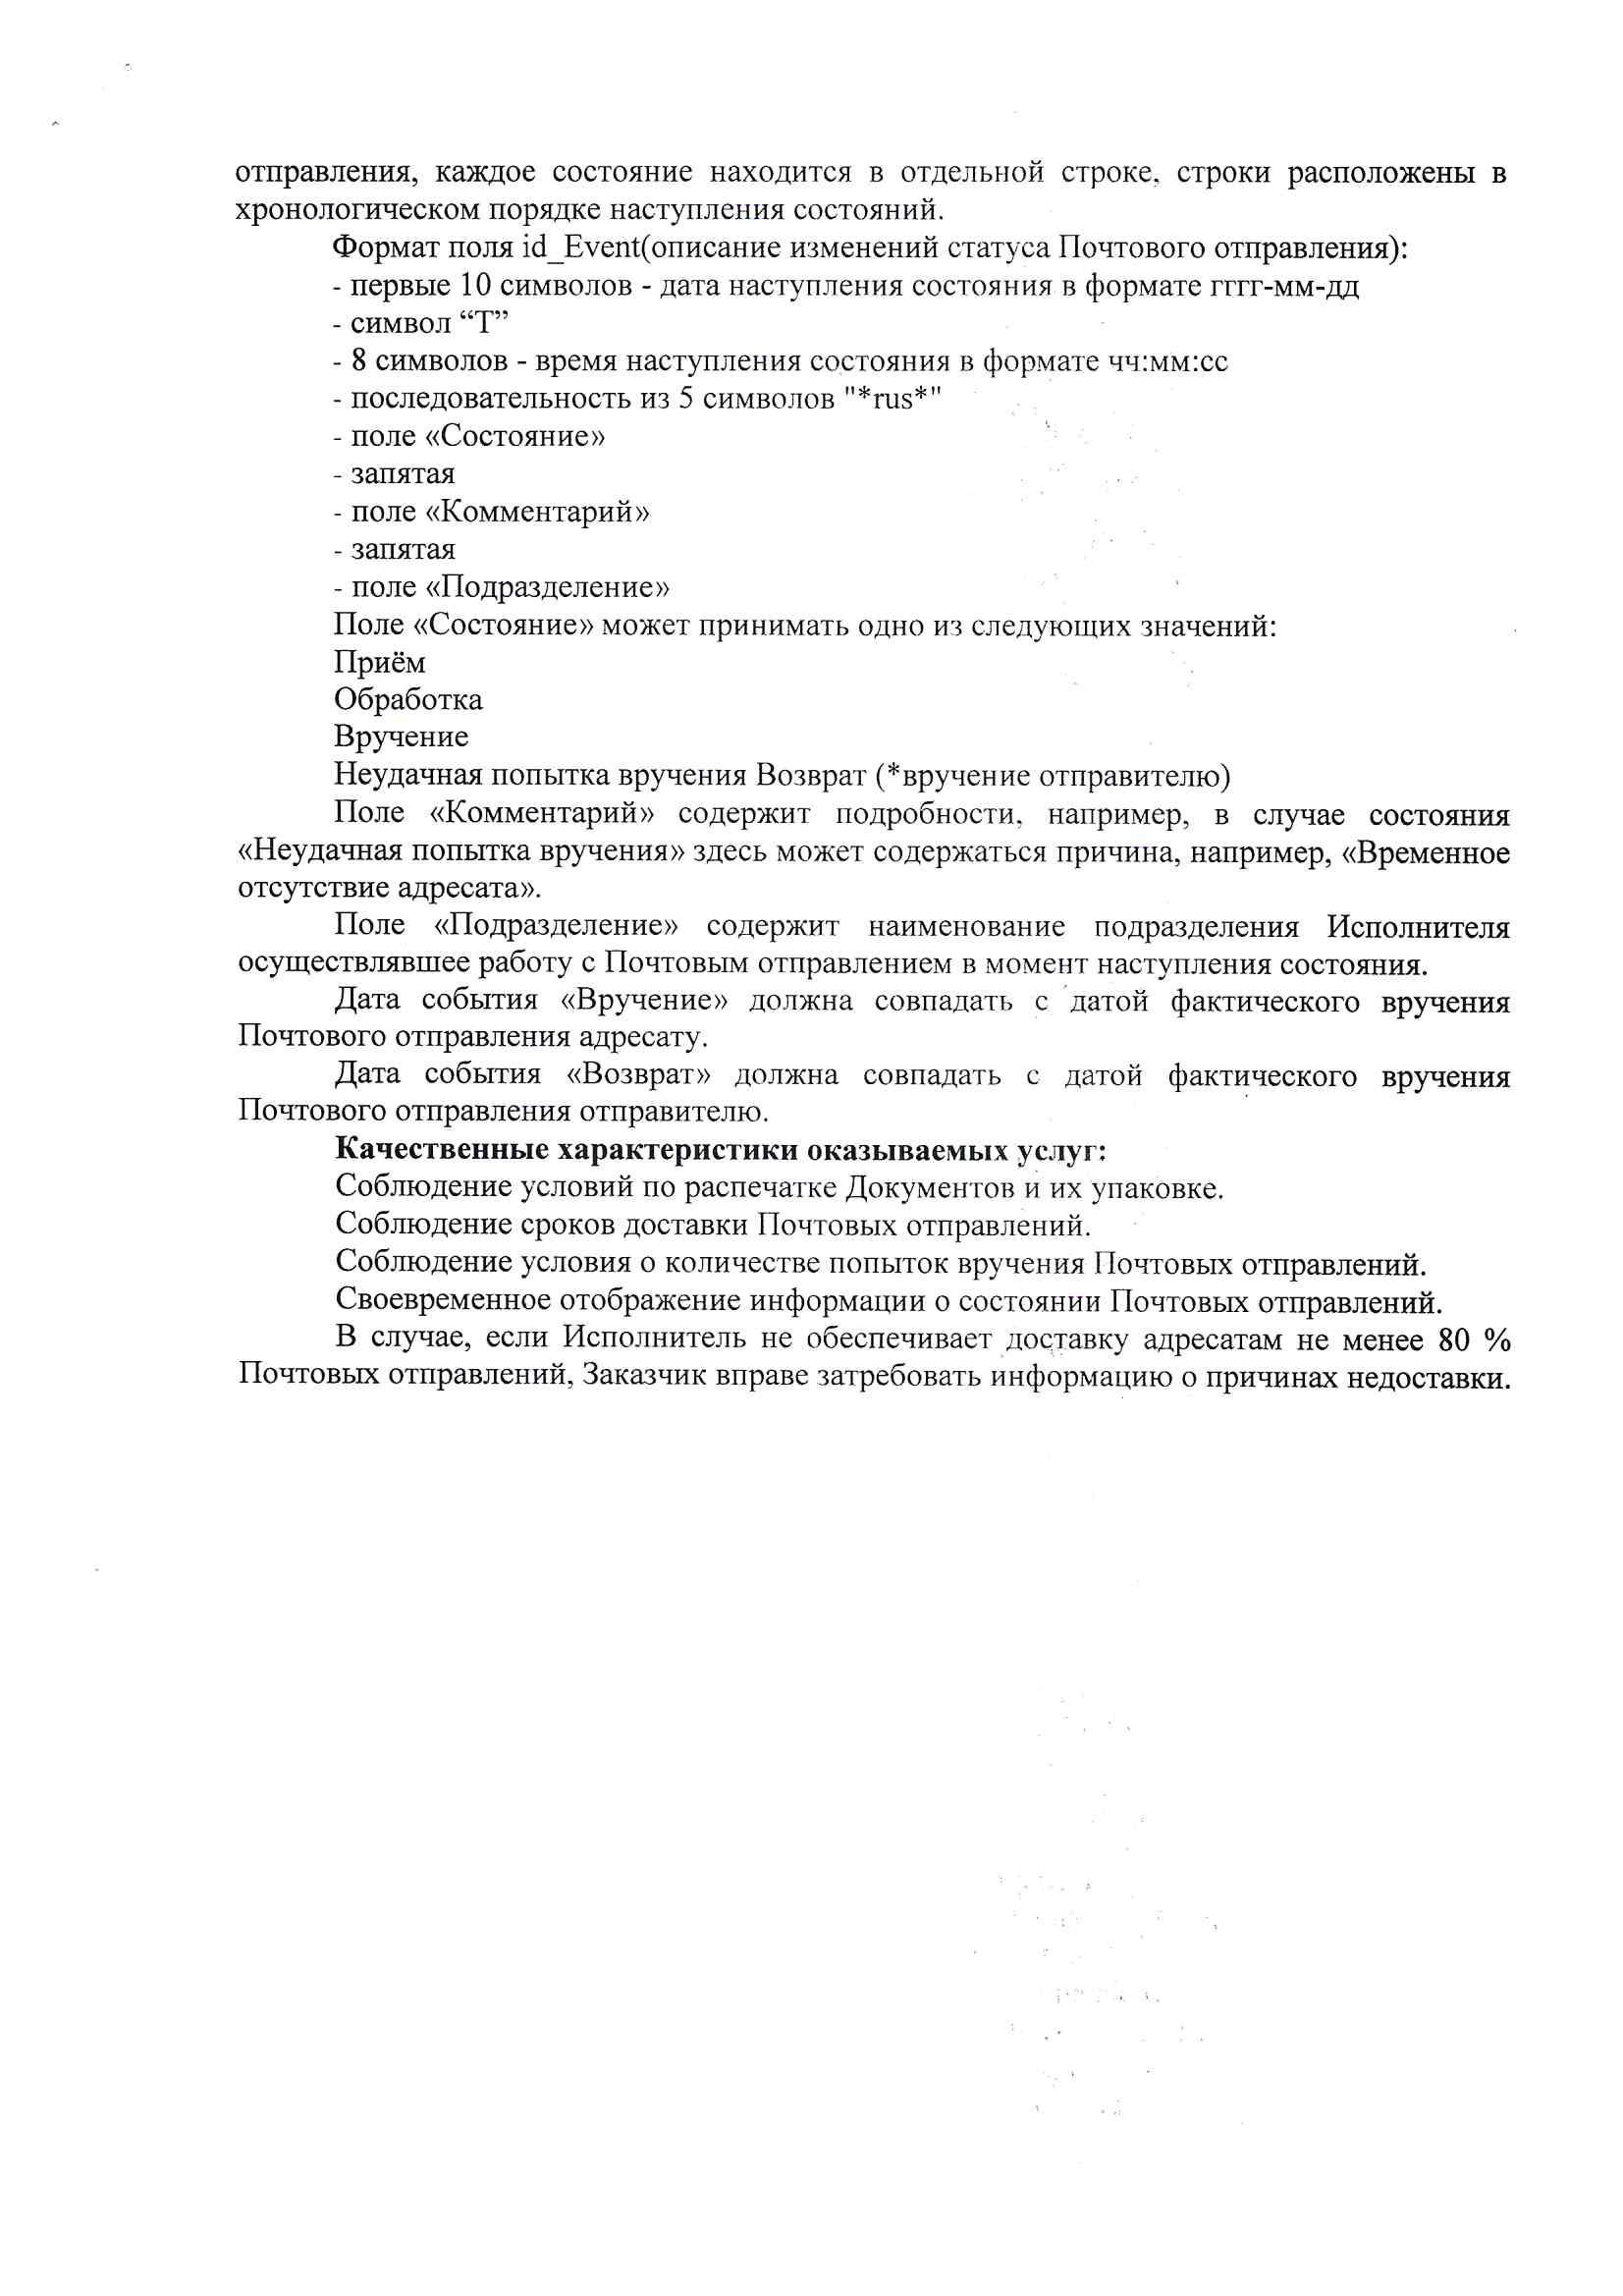 отправления, каждое состояние находится в отдельной строке, строки расположены в
хронологическом порядке наступления состояний.
Формат поля id_Event(описание изменений статуса Почтового отправления):
- первые 10 символов - дата наступления состояния в формате гггг-мм-дд
- символ “Т”
- 8 символов - время наступления состояния в формате чч:мм:сс
- последовательность из 5 символов "*rus*"
- поле «Состояние»
- запятая
- поле «Комментарий»
- запятая
- поле «Подразделение»
Поле «Состояние» может принимать одно из следующих значений:
Приём
Обработка
Вручение
Неудачная попытка вручения Возврат (*вручение отправителю)
Поле «Комментарий» содержит подробности, например, в случае состояния
«Неудачная попытка вручения» здесь может содержаться причина, например, «Временное
отсутствие адресата».
Поле «Подразделение» содержит наименование подразделения Исполнителя
осуществлявшее работу с Почтовым отправлением в момент наступления состояния.
Дата события «Вручение» должна совпадать с датой фактического вручения
Почтового отправления адресату.
Дата события «Возврат» должна совпадать с датой фактического вручения
Почтового отправления отправителю.
Качественные характеристики оказываемых услуг:
Соблюдение условий по распечатке Документов и их упаковке.
Соблюдение сроков доставки Почтовых отправлений.
Соблюдение условия о количестве попыток вручения Почтовых отправлений.
Своевременное отображение информации о состоянии Почтовых отправлений.
В случае, если Исполнитель не обеспечивает доставку адресатам не менее 80 %
Почтовых отправлений, Заказчик вправе затребовать информацию о причинах недоставки.